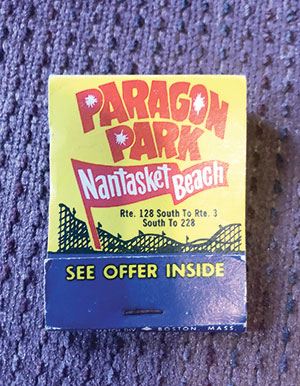 PARAGON
PARK
Nantasket Beach
Rte. 128 South To Rte. 3
South To 228
SEE OFFER INSIDE
BOSTON, MASS.